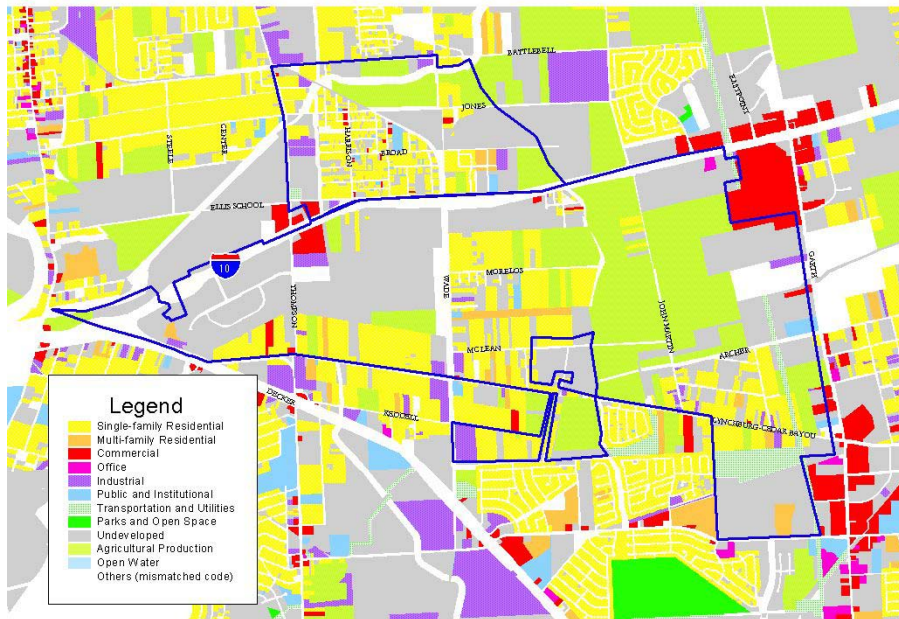 BATTLEBELL
EASTPOINT
JONES
STEELE
CENTER
HARRISON
BROAD
ELLIS SCHOOL
10
THOMPSON
WADE
MORELOS
GARTH
JOHN MARTIN
MCLEAN
ARCHER
DECKER
LYNCHBURG-CEDAR BAYOU
Legend
Single-family Residential
Multi-family Residential
Commercial
Office
Industrial
Public and Institutional
Transportation and Utilities
Parks and Open Space
Undeveloped
Agricultural Production
Open Water
Others (mismatched code)